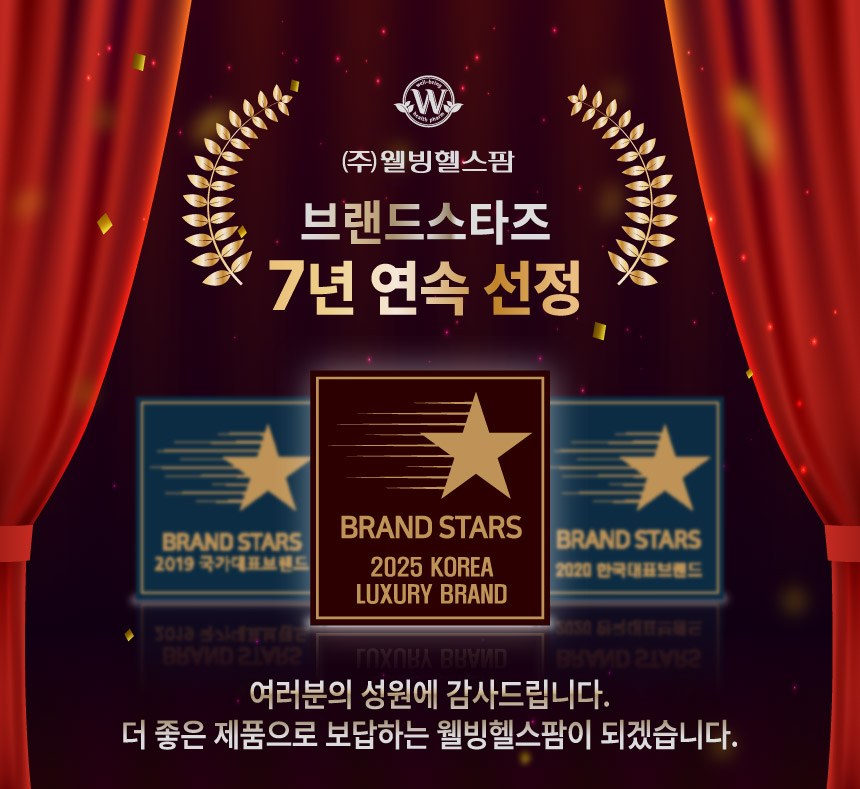 well-being
W
health pharm
(주)웰빙헬스팜
브랜드스타즈
7년 연속 선정
BRAND STARS
2019 국가대표브랜드
BRAND STARS
2025 KOREA
LUXURY BRAND
BRAND STARS
2020 한국대표브랜드
여러분의 성원에 감사드립니다.
더 좋은 제품으로 보답하는 웰빙헬스팜이 되겠습니다.